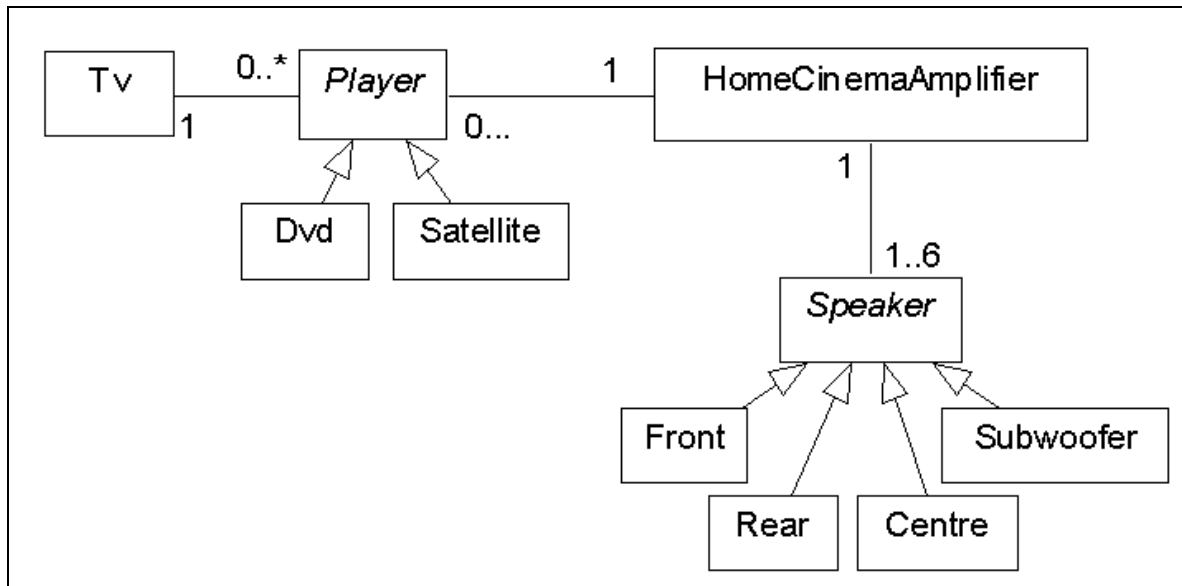 Tv
0..*
Player
1
HomeCinemaAmplifier
1
0...
1
Dvd
Satellite
1..6
Speaker
Front
Subwoofer
Rear
Centre